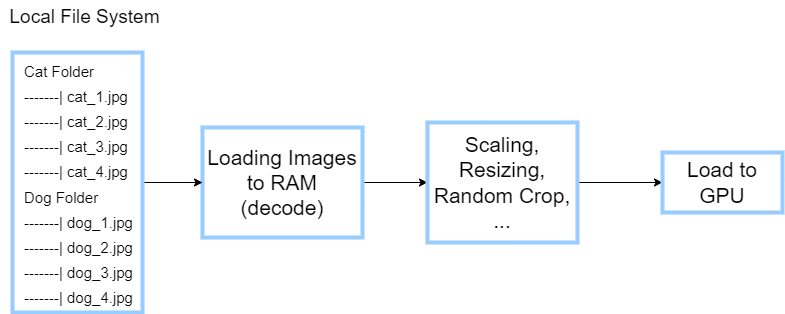 Local File System
Cat Folder
-------| cat_1.jpg
-------| cat_2.jpg
-------| cat_3.jpg
-------| cat_4.jpg
Dog Folder
-------| dog_1.jpg
-------| dog_2.jpg
-------| dog_3.jpg
-------| dog_4.jpg
Loading Images
to RAM
(decode)
Scaling,
Resizing,
Random Crop,
...
Load to
GPU